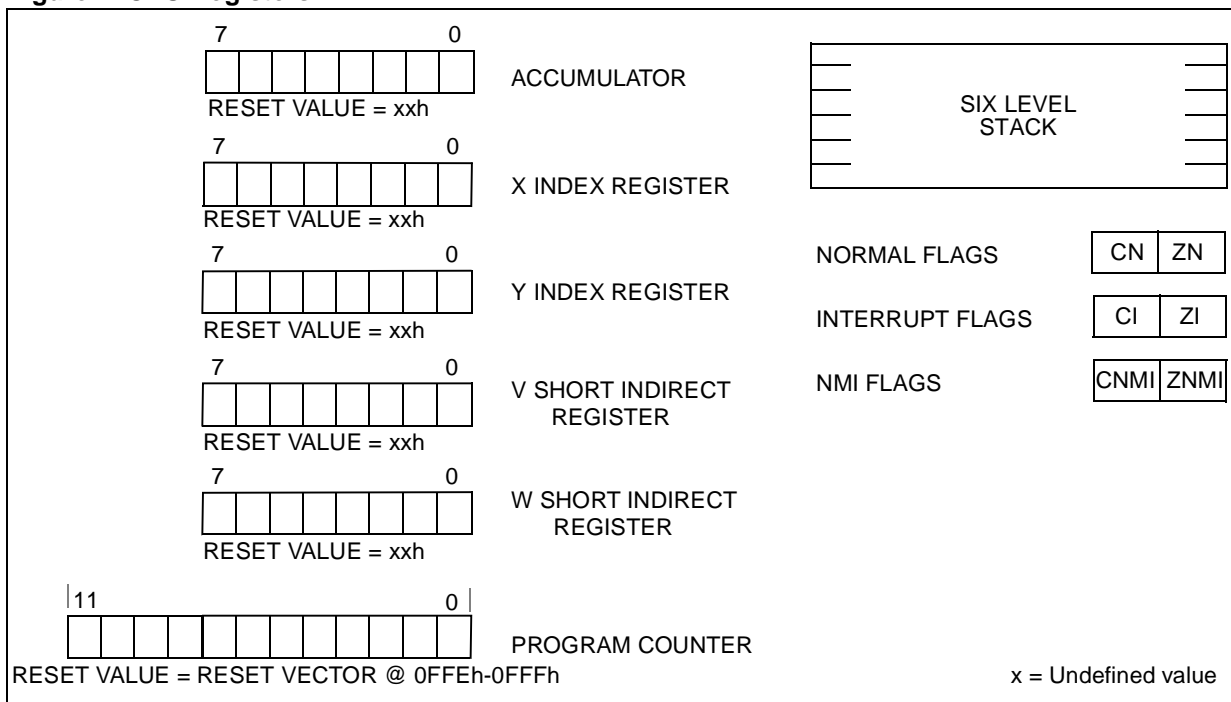 7 0
ACCUMULATOR
RESET VALUE = xxh
7 0
X INDEX REGISTER
RESET VALUE = xxh
7 0
Y INDEX REGISTER
RESET VALUE = xxh
7 0
V SHORT INDIRECT
REGISTER
RESET VALUE = xxh
7 0
W SHORT INDIRECT
REGISTER
RESET VALUE = xxh
11 0
PROGRAM COUNTER
RESET VALUE = RESET VECTOR @ 0FFEh-0FFFh
SIX LEVEL
STACK
NORMAL FLAGS CN ZN
INTERRUPT FLAGS CI ZI
NMI FLAGS CNMI ZNMI
x = Undefined value